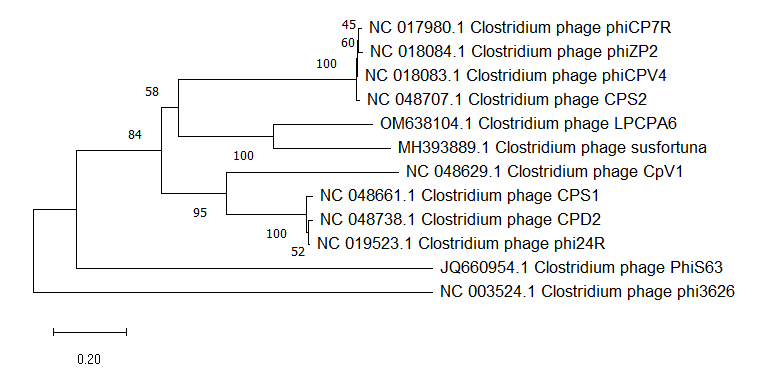 45
NC 017980.1 Clostridium phage phiCP7R
60
NC 018084.1 Clostridium phage phiZP2
100
NC 018083.1 Clostridium phage phiCPV4
58
NC 048707.1 Clostridium phage CPS2
OM638104.1 Clostridium phage LPCPA6
84
MH393889.1 Clostridium phage susfortuna
100
NC 048629.1 Clostridium phage CpV1
NC 048661.1 Clostridium phage CPS1
95
NC 048738.1 Clostridium phage CPD2
100
NC 019523.1 Clostridium phage phi24R
52
JQ660954.1 Clostridium phage PhiS63
NC 003524.1 Clostridium phage phi3626
0.20